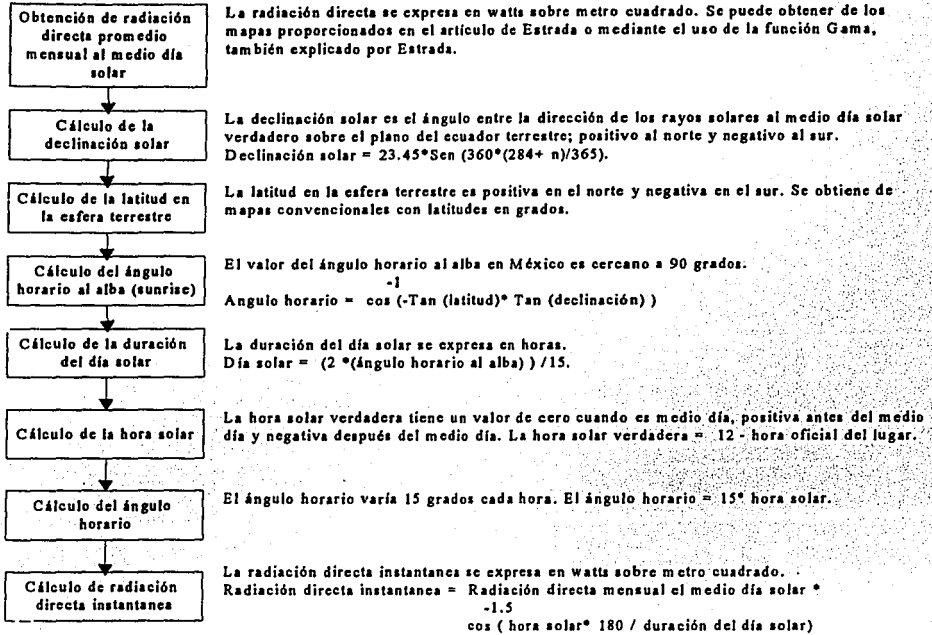 Obtención de radiación
directa promedio
mensual al medio día
solar
La radiación directa se expresa en watts sobre metro cuadrado. Se puede obtener de los
mapas proporcionados en el artículo de Estrada o mediante el uso de la función Gama,
también explicado por Estrada.
Cálculo de la
declinación solar
La declinación solar es el ángulo entre la dirección de los rayos solares al medio día solar
verdadero sobre el plano del ecuador terrestre; positivo al norte y negativo al sur.
Declinación solar = 23.45*Sen (360*(284+ n)/365).
Cálculo de la latitud en
la esfera terrestre
La latitud en la esfera terrestre es positiva en el norte y negativa en el sur. Se obtiene de
mapas convencionales con latitudes en grados.
Cálculo del ángulo
horario al alba (sunrise)
El valor del ángulo horario al alba en México es cercano a 90 grados.
-1
Angulo horario = cos (-Tan (latitud)* Tan (declinación) )
Cálculo de la duración
del día solar
La duración del día solar se expresa en horas.
Día solar = (2 *(ángulo horario al alba) ) /15.
Cálculo de la hora solar
La hora solar verdadera tiene un valor de cero cuando es medio día, positiva antes del medio
día y negativa después del medio día. La hora solar verdadera = 12 - hora oficial del lugar.
Cálculo del ángulo
horario
El ángulo horario varía 15 grados cada hora. El ángulo horario = 15* hora solar.
Cálculo de radiación
directa instantanea
La radiación directa instantanea se expresa en watts sobre metro cuadrado.
Radiación directa instantanea = Radiación directa mensual el medio día solar *
-1.5
cos ( hora solar* 180 / duración del día solar)